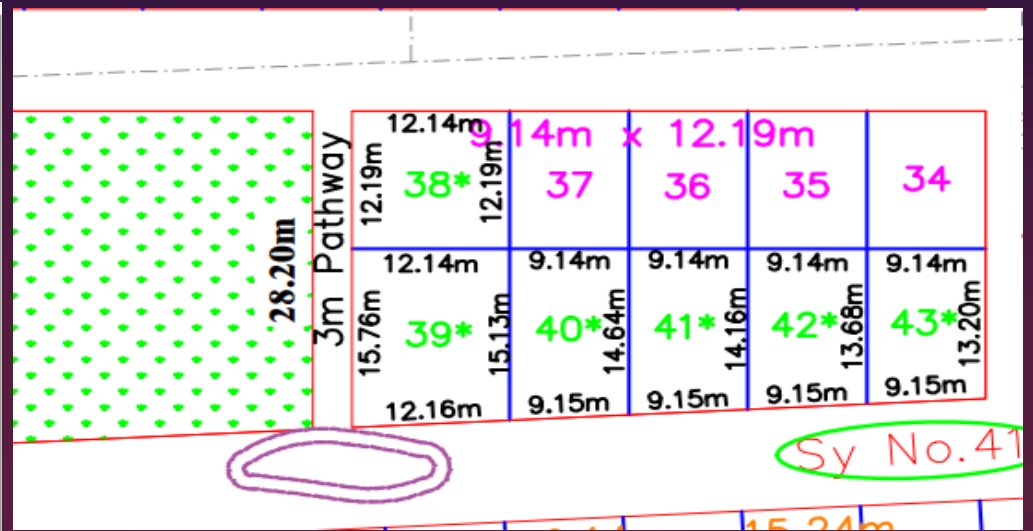 12.14m
9.14m x 12.19m
12.19m
38*
12.19m
37
36
35
34
28.20m
3m Pathway
12.14m
9.14m
9.14m
9.14m
9.14m
15.76m
39*
15.13m
40*
14.64m
41*
14.16m
42*
13.68m
43*
13.20m
12.16m
9.15m
9.15m
9.15m
9.15m
Sy No.41
15.24m